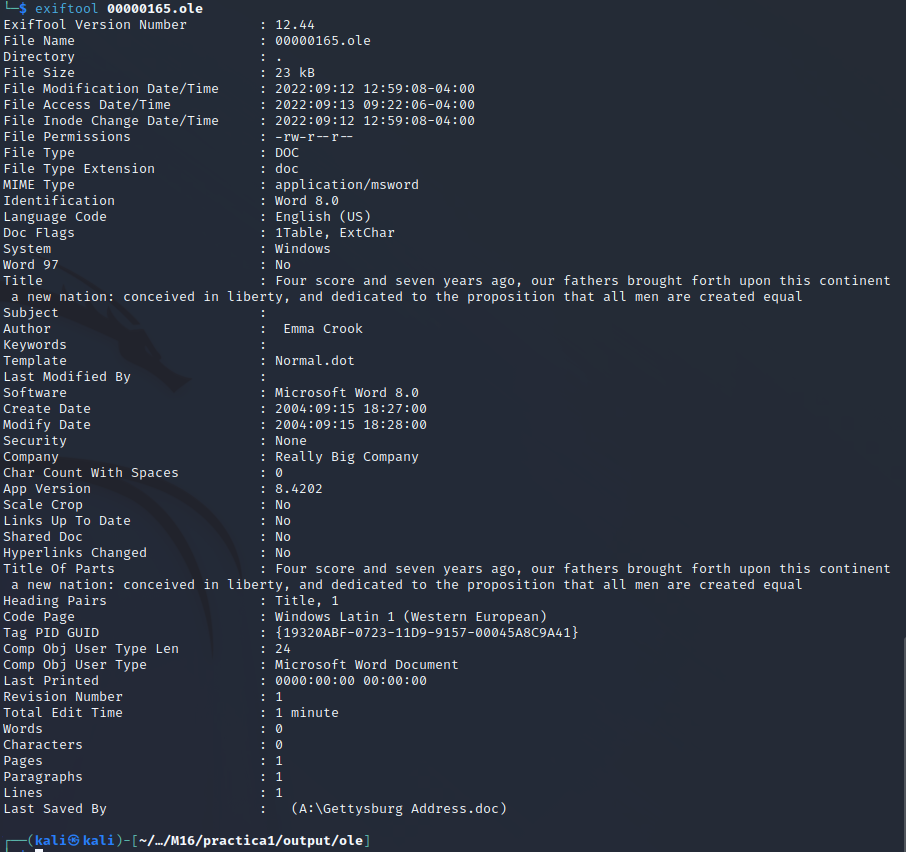 └─$ exiftool 00000165.ole
ExifTool Version Number         : 12.44
File Name                       : 00000165.ole
Directory                       : .
File Size                       : 23 kB
File Modification Date/Time     : 2022:09:12 12:59:08-04:00
File Access Date/Time           : 2022:09:13 09:22:06-04:00
File Inode Change Date/Time     : 2022:09:12 12:59:08-04:00
File Permissions                : -rw-r--r--
File Type                       : DOC
File Type Extension             : doc
MIME Type                       : application/msword
Identification                  : Word 8.0
Language Code                   : English (US)
Doc Flags                       : 1Table, ExtChar
System                          : Windows
Word 97                         : No
Title                           : Four score and seven years ago, our fathers brought forth upon this continent
 a new nation: conceived in liberty, and dedicated to the proposition that all men are created equal
Subject                         :
Author                          :  Emma Crook
Keywords                        :
Template                        : Normal.dot
Last Modified By                :
Software                        : Microsoft Word 8.0
Create Date                     : 2004:09:15 18:27:00
Modify Date                     : 2004:09:15 18:28:00
Security                        : None
Company                         : Really Big Company
Char Count With Spaces          : 0
App Version                     : 8.4202
Scale Crop                      : No
Links Up To Date                : No
Shared Doc                      : No
Hyperlinks Changed              : No
Title Of Parts                  : Four score and seven years ago, our fathers brought forth upon this continent
 a new nation: conceived in liberty, and dedicated to the proposition that all men are created equal
Heading Pairs                   : Title, 1
Code Page                       : Windows Latin 1 (Western European)
Tag PID GUID                    : {19320ABF-0723-11D9-9157-00045A8C9A41}
Comp Obj User Type Len          : 24
Comp Obj User Type              : Microsoft Word Document
Last Printed                    : 0000:00:00 00:00:00
Revision Number                 : 1
Total Edit Time                 : 1 minute
Words                           : 0
Characters                      : 0
Pages                           : 1
Paragraphs                      : 1
Lines                           : 1
Last Saved By                   :   (A:\Gettysburg Address.doc)
┌──(kali㉿kali)-[~/…/M16/practica1/output/ole]